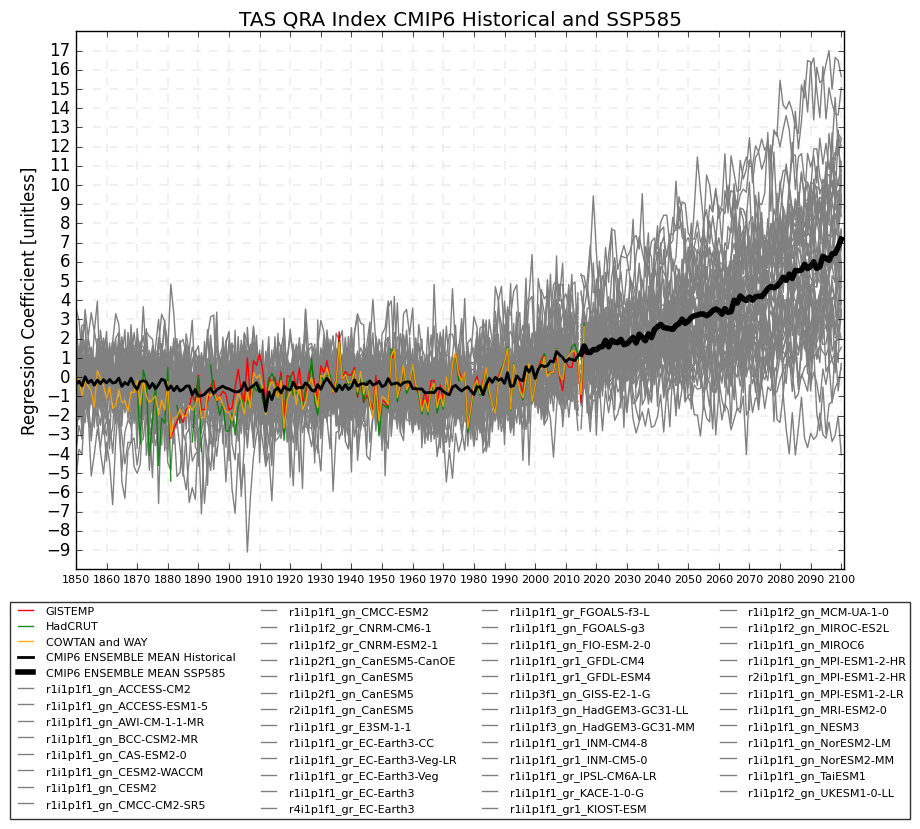 TAS QRA Index CMIP6 Historical and SSP585
Regression Coefficient [unitless]
17
16
15
14
13
12
11
10
9
8
7
6
5
4
3
2
1
0
−1
−2
−3
−4
−5
−6
−7
−8
−9
1850 1860 1870 1880 1890 1900 1910 1920 1930 1940 1950 1960 1970 1980 1990 2000 2010 2020 2030 2040 2050 2060 2070 2080 2090 2100
GISTEMP
HadCRUT
COWTAN and WAY
CMIP6 ENSEMBLE MEAN Historical
CMIP6 ENSEMBLE MEAN SSP585
r1i1p1f1_gn_ACCESS-CM2
r1i1p1f1_gn_ACCESS-ESM1-5
r1i1p1f1_gn_AWI-CM-1-1-MR
r1i1p1f1_gn_BCC-CSM2-MR
r1i1p1f1_gn_CAS-ESM2-0
r1i1p1f1_gn_CESM2-WACCM
r1i1p1f1_gn_CESM2
r1i1p1f1_gn_CMCC-CM2-SR5
r1i1p1f1_gn_CMCC-ESM2
r1i1p1f2_gr_CNRM-CM6-1
r1i1p1f2_gr_CNRM-ESM2-1
r1i1p2f1_gn_CanESM5-CanOE
r1i1p1f1_gn_CanESM5
r1i1p2f1_gn_CanESM5
r2i1p1f1_gn_CanESM5
r1i1p1f1_gr_E3SM-1-1
r1i1p1f1_gr_EC-Earth3-CC
r1i1p1f1_gr_EC-Earth3-Veg-LR
r1i1p1f1_gr_EC-Earth3-Veg
r1i1p1f1_gr_EC-Earth3
r4i1p1f1_gr_EC-Earth3
r1i1p1f1_gr_FGOALS-f3-L
r1i1p1f1_gn_FGOALS-g3
r1i1p1f1_gn_FIO-ESM-2-0
r1i1p1f1_gr1_GFDL-CM4
r1i1p1f1_gr1_GFDL-ESM4
r1i1p3f1_gn_GISS-E2-1-G
r1i1p1f3_gn_HadGEM3-GC31-LL
r1i1p1f3_gn_HadGEM3-GC31-MM
r1i1p1f1_gr1_INM-CM4-8
r1i1p1f1_gr1_INM-CM5-0
r1i1p1f1_gr_IPSL-CM6A-LR
r1i1p1f1_gr_KACE-1-0-G
r1i1p1f1_gr1_KIOST-ESM
r1i1p1f2_gn_MCM-UA-1-0
r1i1p1f2_gn_MIROC-ES2L
r1i1p1f1_gn_MIROC6
r1i1p1f1_gn_MPI-ESM1-2-HR
r2i1p1f1_gn_MPI-ESM1-2-HR
r1i1p1f1_gn_MPI-ESM1-2-LR
r1i1p1f1_gn_MRI-ESM2-0
r1i1p1f1_gn_NESM3
r1i1p1f1_gn_NorESM2-LM
r1i1p1f1_gn_NorESM2-MM
r1i1p1f1_gn_TaiESM1
r1i1p1f2_gn_UKESM1-0-LL